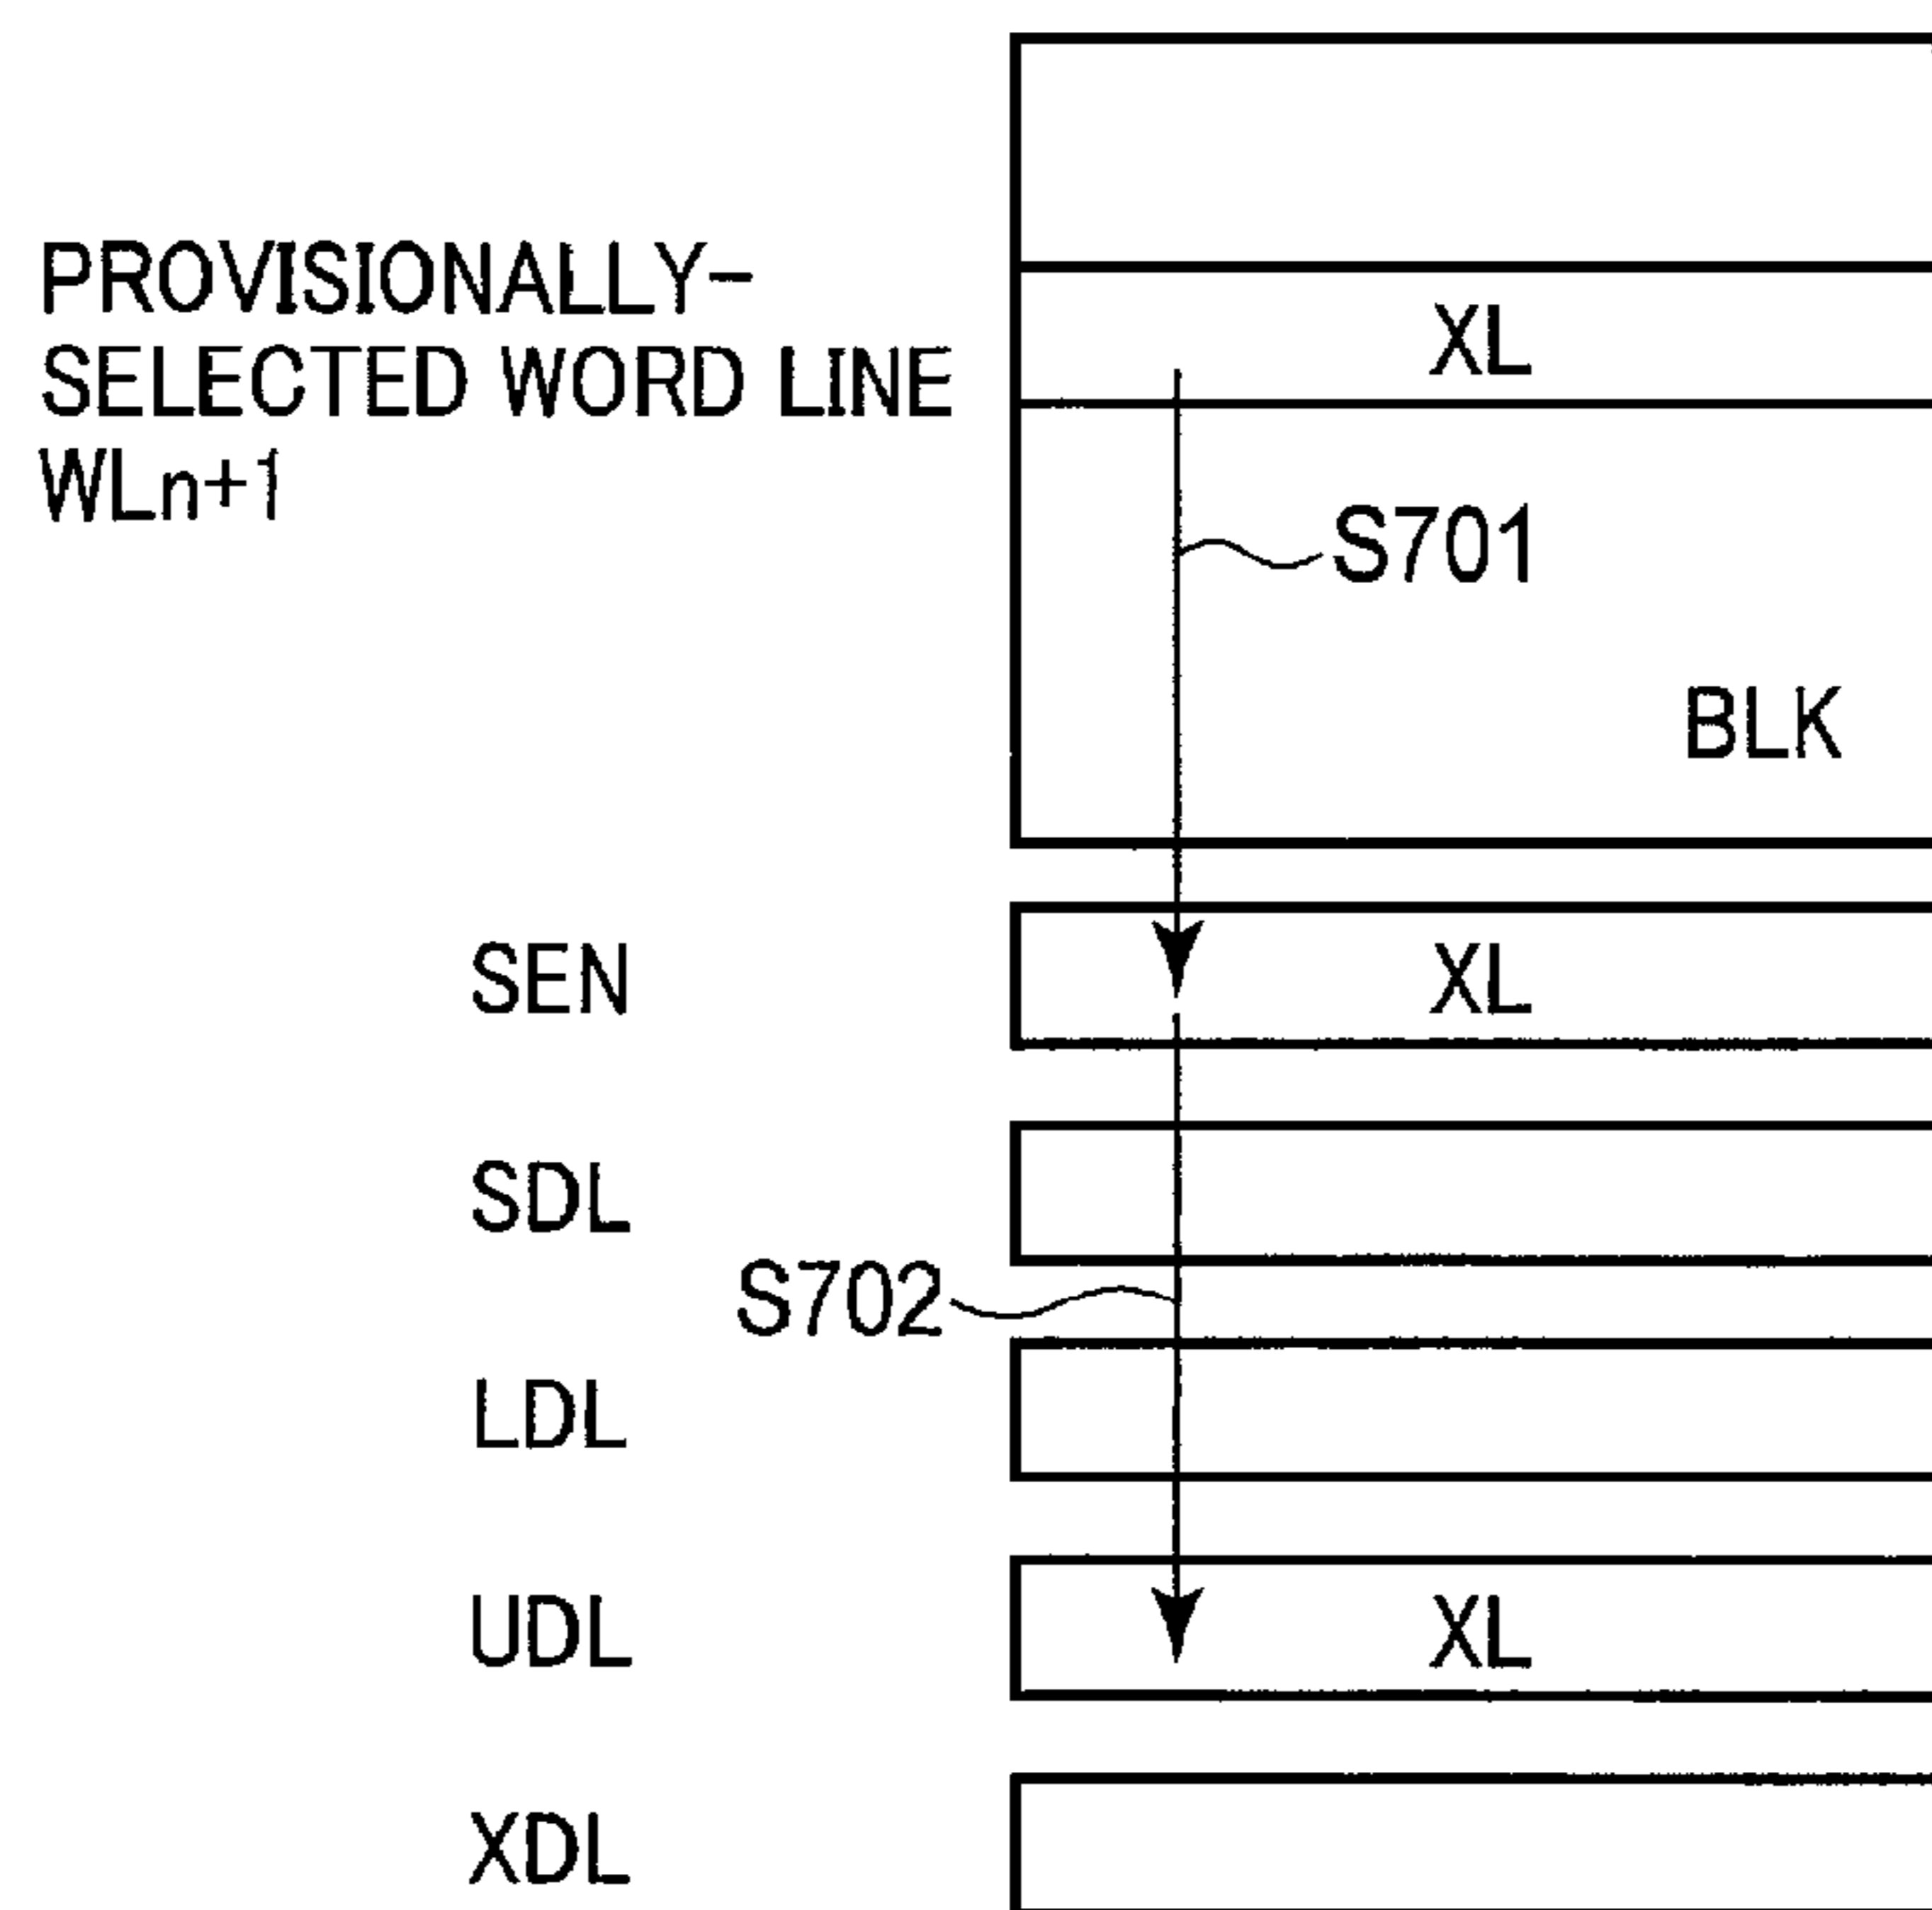 PROVISIONALLY-
SELECTED WORD LINE
WLn+1
XL
S701
BLK
SEN
XL
SDL
S702
LDL
UDL
XL
XDL